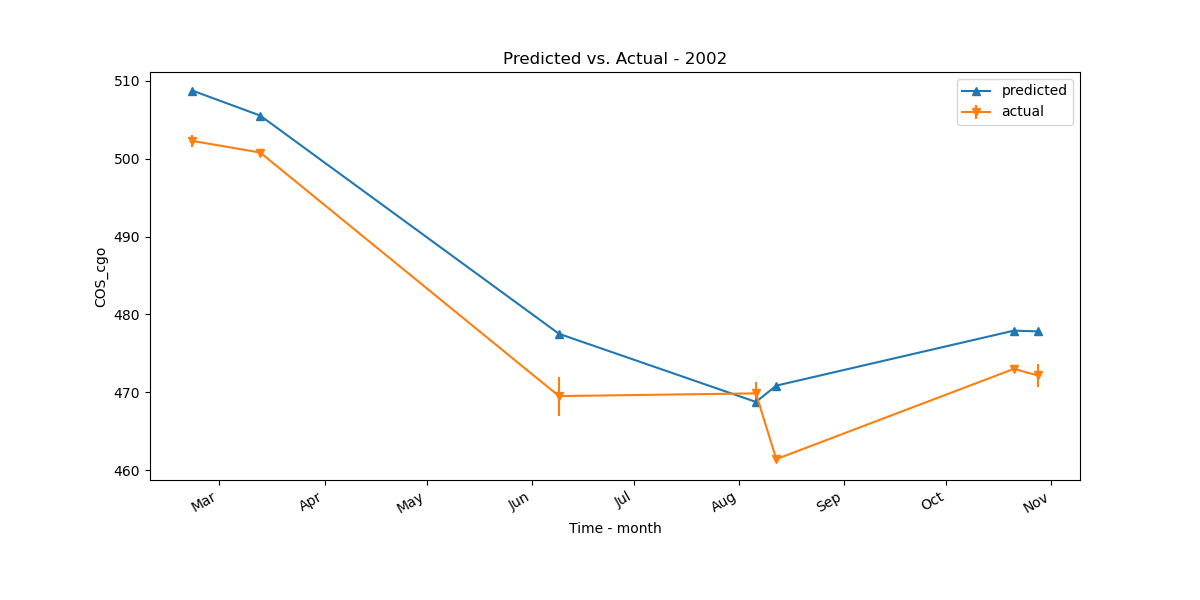 Predicted vs. Actual - 2002
510
500
490
480
470
460
COS_cgo
predicted
actual
Mar
Apr
May
Jun
Jul
Aug
Sep
Oct
Nov
Time - month